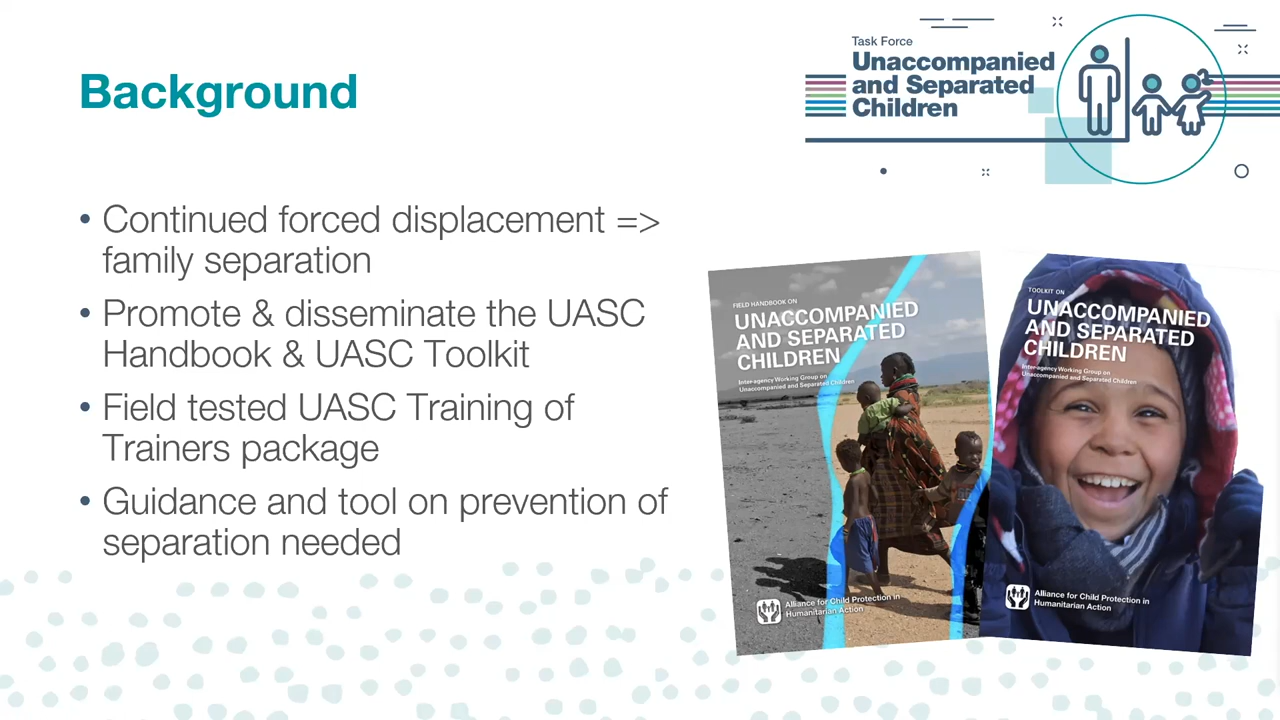 Background
Task Force
Unaccompanied
and Separated
Children
• Continued forced displacement =>
family separation
• Promote & disseminate the UASC
Handbook & UASC Toolkit
• Field tested UASC Training of
Trainers package
• Guidance and tool on prevention of
separation needed
FIELD HANDBOOK ON
UNACCOMPANIED
AND SEPARATED
CHILDREN
Inter-agency Working Group on
Unaccompanied and Separated Children
Alliance for Child Protection in
Humanitarian Action
TOOLKIT ON
UNACCOMPANIED
AND SEPARATED
CHILDREN
Inter-agency Working Group on
Unaccompanied and Separated Children
Alliance for Child Protection in
Humanitarian Action